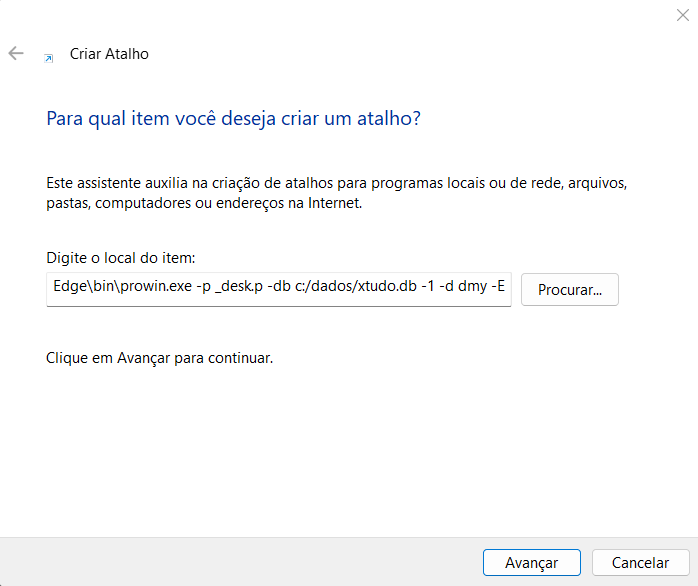 Criar Atalho
Para qual item você deseja criar um atalho?
Este assistente auxilia na criação de atalhos para programas locais ou de rede, arquivos,
pastas, computadores ou endereços na Internet.
Digite o local do item:
Edge\bin\prowin.exe -p _desk.p -db c:/dados/xtudo.db -1 -d dmy -E
Procurar...
Clique em Avançar para continuar.
Avançar
Cancelar